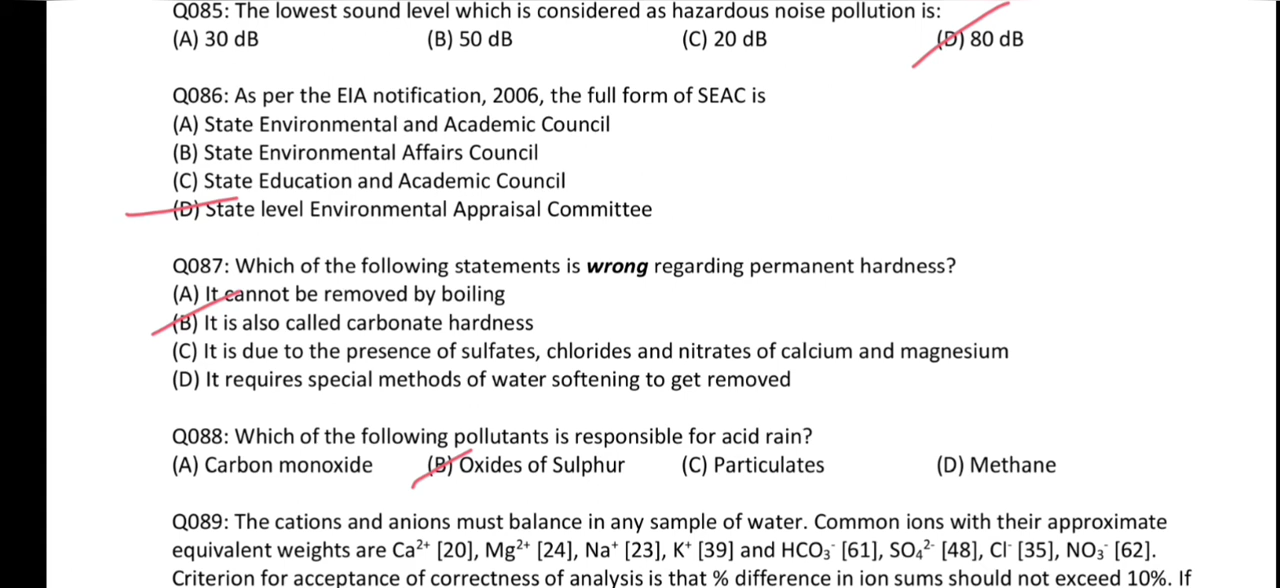 Q085: The lowest sound level which is considered as hazardous noise pollution is:
(A) 30 dB (B) 50 dB (C) 20 dB (D) 80 dB
Q086: As per the EIA notification, 2006, the full form of SEAC is
(A) State Environmental and Academic Council
(B) State Environmental Affairs Council
(C) State Education and Academic Council
(D) State level Environmental Appraisal Committee
Q087: Which of the following statements is wrong regarding permanent hardness?
(A) It cannot be removed by boiling
(B) It is also called carbonate hardness
(C) It is due to the presence of sulfates, chlorides and nitrates of calcium and magnesium
(D) It requires special methods of water softening to get removed
Q088: Which of the following pollutants is responsible for acid rain?
(A) Carbon monoxide (B) Oxides of Sulphur (C) Particulates (D) Methane
Q089: The cations and anions must balance in any sample of water. Common ions with their approximate
equivalent weights are Ca²⁺ [20], Mg²⁺ [24], Na⁺ [23], K⁺ [39] and HCO₃⁻ [61], SO₄²⁻ [48], Cl⁻ [35], NO₃⁻ [62].
Criterion for acceptance of correctness of analysis is that % difference in ion sums should not exceed 10%. If